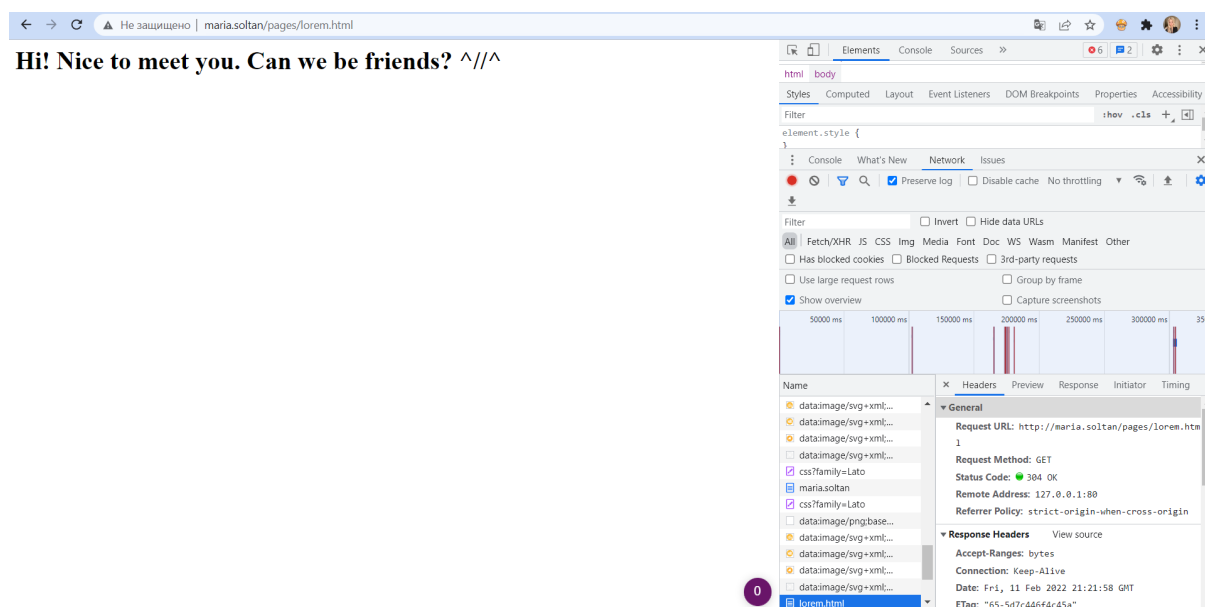 Не защищено | maria.soltan/pages/lorem.html
Hi! Nice to meet you. Can we be friends? ^//^
Elements Console Sources » 6 2
html body
Styles Computed Layout Event Listeners DOM Breakpoints Properties Accessibility
Filter :hov .cls +
element.style {
}
Console What's New Network Issues
Preserve log Disable cache No throttling
Filter Invert Hide data URLs
All Fetch/XHR JS CSS Img Media Font Doc WS Wasm Manifest Other
Has blocked cookies Blocked Requests 3rd-party requests
Use large request rows Group by frame
Show overview Capture screenshots
50000 ms 100000 ms 150000 ms 200000 ms 250000 ms 300000 ms 35
Name
data:image/svg+xml;...
data:image/svg+xml;...
data:image/svg+xml;...
data:image/svg+xml;...
css?family=Lato
maria.soltan
css?family=Lato
data:image/png;base...
data:image/svg+xml;...
data:image/svg+xml;...
data:image/svg+xml;...
data:image/svg+xml;...
lorem.html
× Headers Preview Response Initiator Timing
General
Request URL: http://maria.soltan/pages/lorem.htm
l
Request Method: GET
Status Code: 304 OK
Remote Address: 127.0.0.1:80
Referrer Policy: strict-origin-when-cross-origin
Response Headers View source
Accept-Ranges: bytes
Connection: Keep-Alive
Date: Fri, 11 Feb 2022 21:21:58 GMT
ETag: "65-5d7c446f4c45a"
0